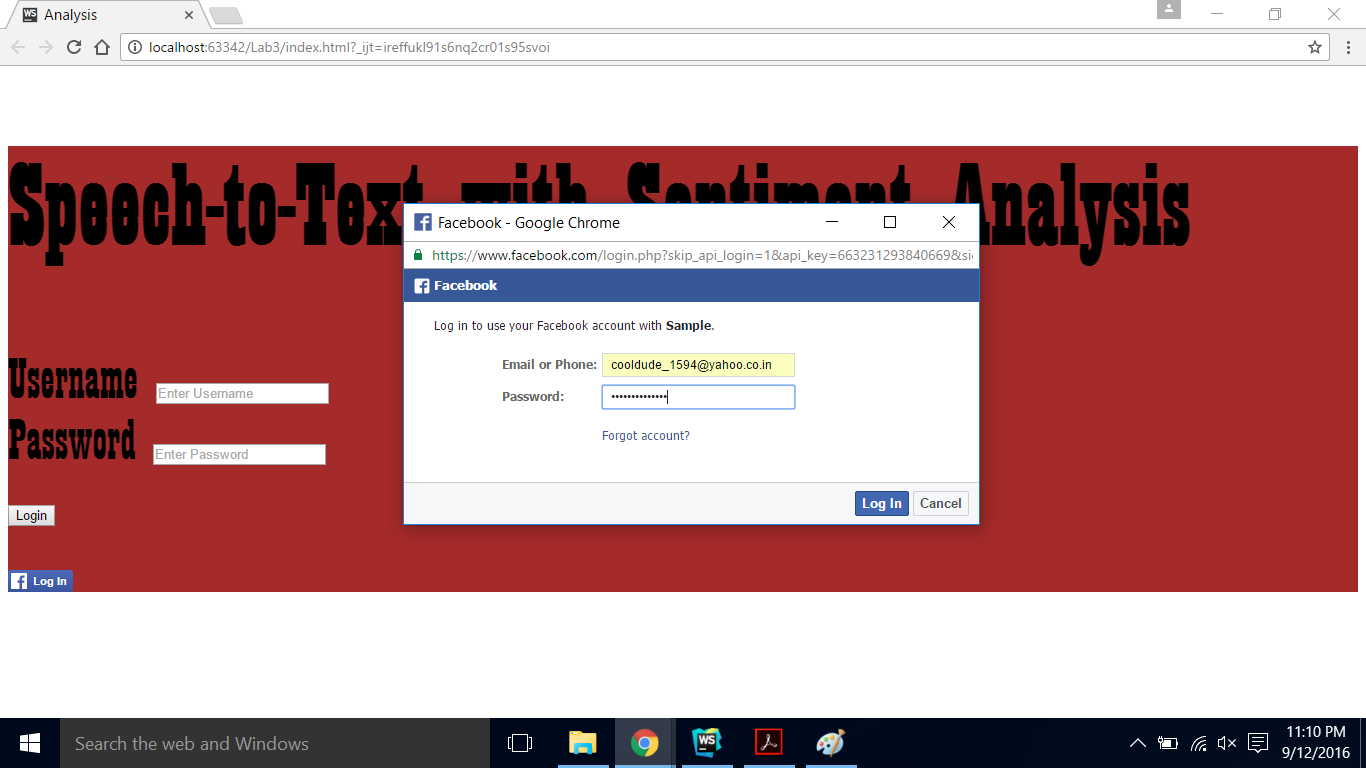 WS Analysis
localhost:63342/Lab3/index.html?_ijt=ireffukl91s6nq2cr01s95svoi
Speech-to-Text with Sentiment Analysis
Facebook - Google Chrome
https://www.facebook.com/login.php?skip_api_login=1&api_key=663231293840669&si
Facebook
Log in to use your Facebook account with Sample.
Email or Phone: cooldude_1594@yahoo.co.in
Password: ••••••••••••••
Forgot account?
Log In Cancel
Username Enter Username
Password Enter Password
Login
Log In
Search the web and Windows
WS
11:10 PM
9/12/2016